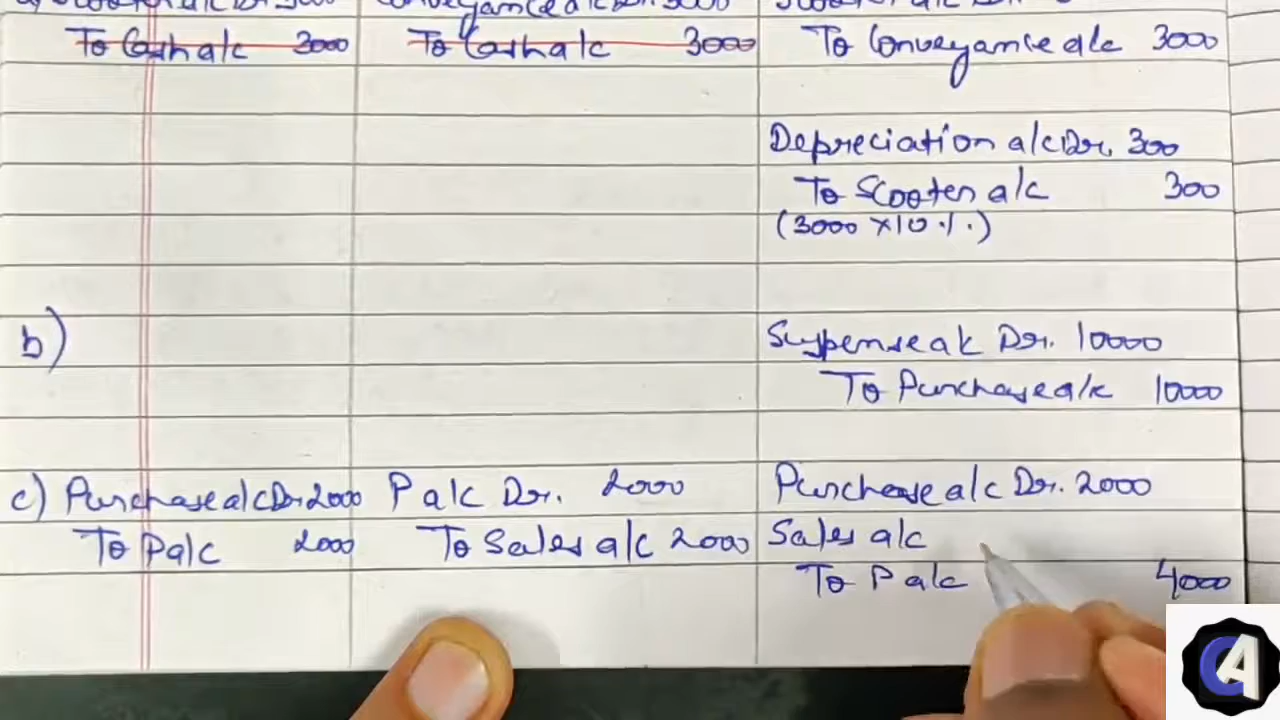 To Cash a/c 3000
To Cash a/c 3000
To Conveyance a/c 3000
Depreciation a/c Dr. 300
To Scooter a/c 300
(3000 × 10 %)
b)
Suspense a/c Dr. 10000
To Purchase a/c 10000
c) Purchase a/c Dr. 2000
To P a/c 2000
P a/c Dr. 2000
To Sales a/c 2000
Purchase a/c Dr. 2000
Sales a/c
To P a/c 4000
CA